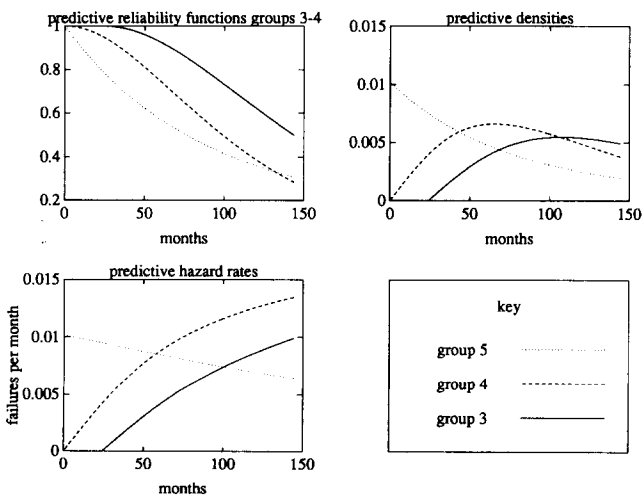 predictive reliability functions groups 3-4
1
0.8
0.6
0.4
0.2
0
50
100
150
months
predictive densities
0.015
0.01
0.005
0
0
50
100
150
months
predictive hazard rates
failures per month
0.015
0.01
0.005
0
0
50
100
150
months
key
group 5
group 4
group 3